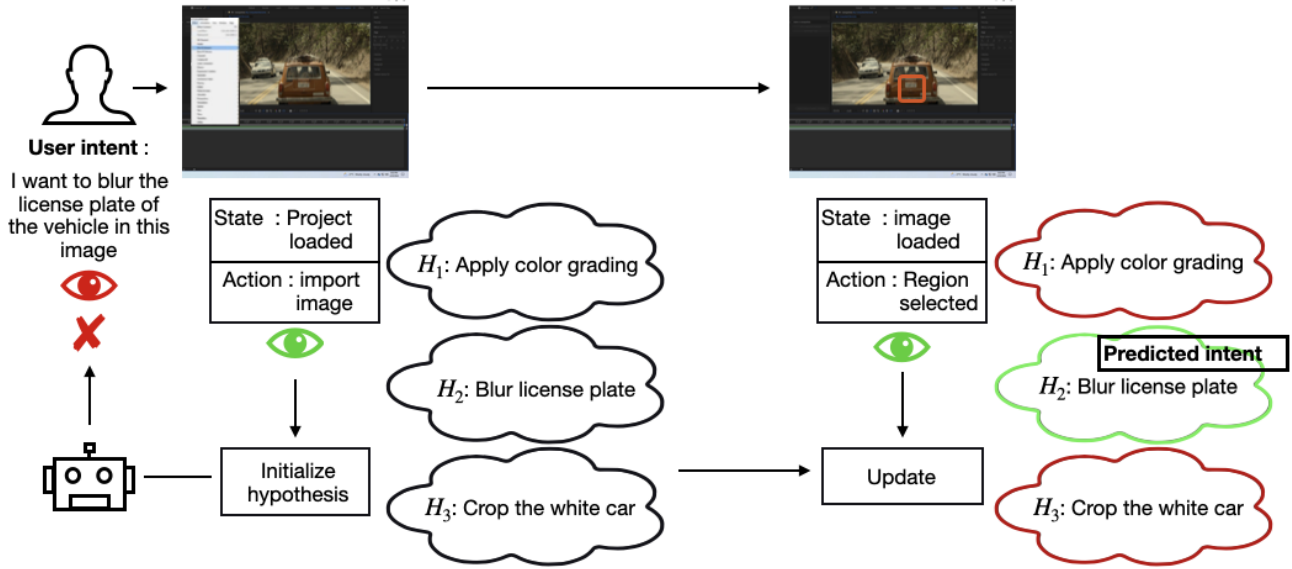 User intent :
I want to blur the
license plate of
the vehicle in this
image
State : Project
loaded
Action : import
image
Initialize
hypothesis
H₁: Apply color grading
H₂: Blur license plate
H₃: Crop the white car
State : image
loaded
Action : Region
selected
Update
H₁: Apply color grading
Predicted intent
H₂: Blur license plate
H₃: Crop the white car